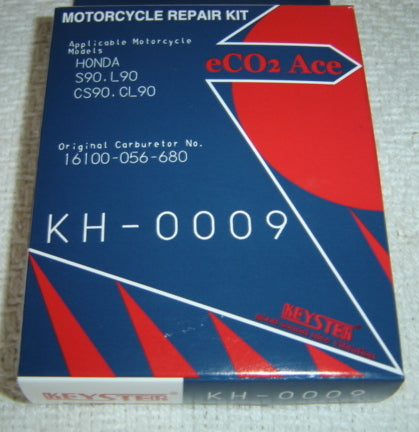 MOTORCYCLE REPAIR KIT
Applicable Motorcycle
Models
HONDA
S90.L90
CS90.CL90
eCO2 Ace
Original Carburetor No.
16100-056-680
KH-0009
KEYSTER®
KEYSTER
KH-0009